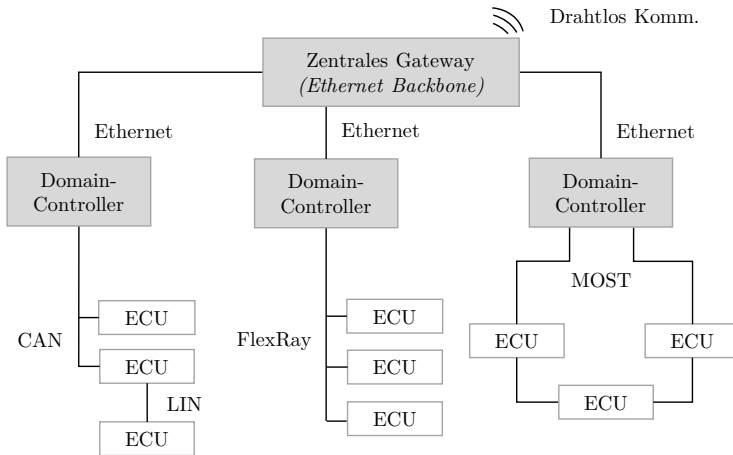 Drahtlos Komm.
Zentrales Gateway
(Ethernet Backbone)
Ethernet
Ethernet
Ethernet
Domain-
Controller
Domain-
Controller
Domain-
Controller
MOST
CAN
ECU
ECU
LIN
ECU
FlexRay
ECU
ECU
ECU
ECU
ECU
ECU